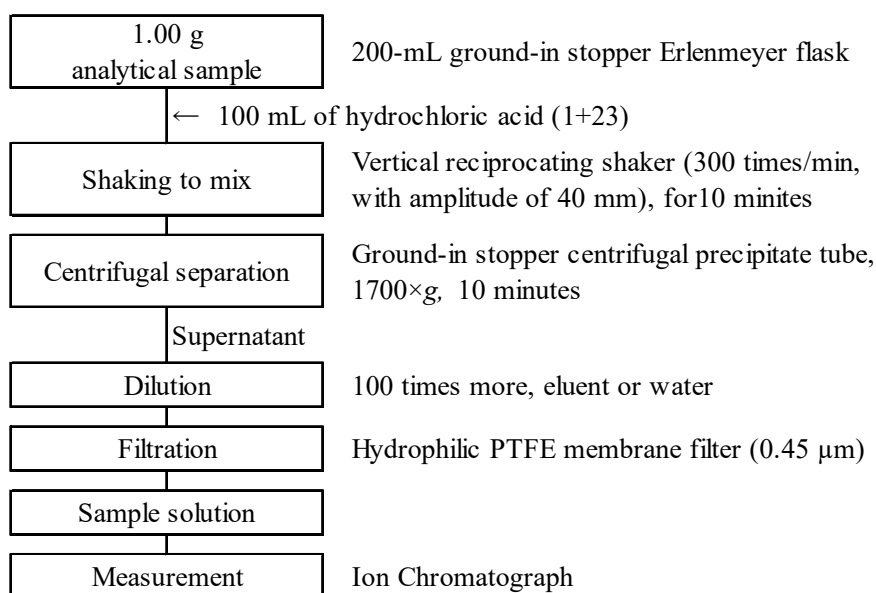 1.00 g
analytical sample
200-mL ground-in stopper Erlenmeyer flask
← 100 mL of hydrochloric acid (1+23)
Shaking to mix
Vertical reciprocating shaker (300 times/min,
with amplitude of 40 mm), for10 minites
Centrifugal separation
Ground-in stopper centrifugal precipitate tube,
1700×g, 10 minutes
Supernatant
Dilution
100 times more, eluent or water
Filtration
Hydrophilic PTFE membrane filter (0.45 µm)
Sample solution
Measurement
Ion Chromatograph